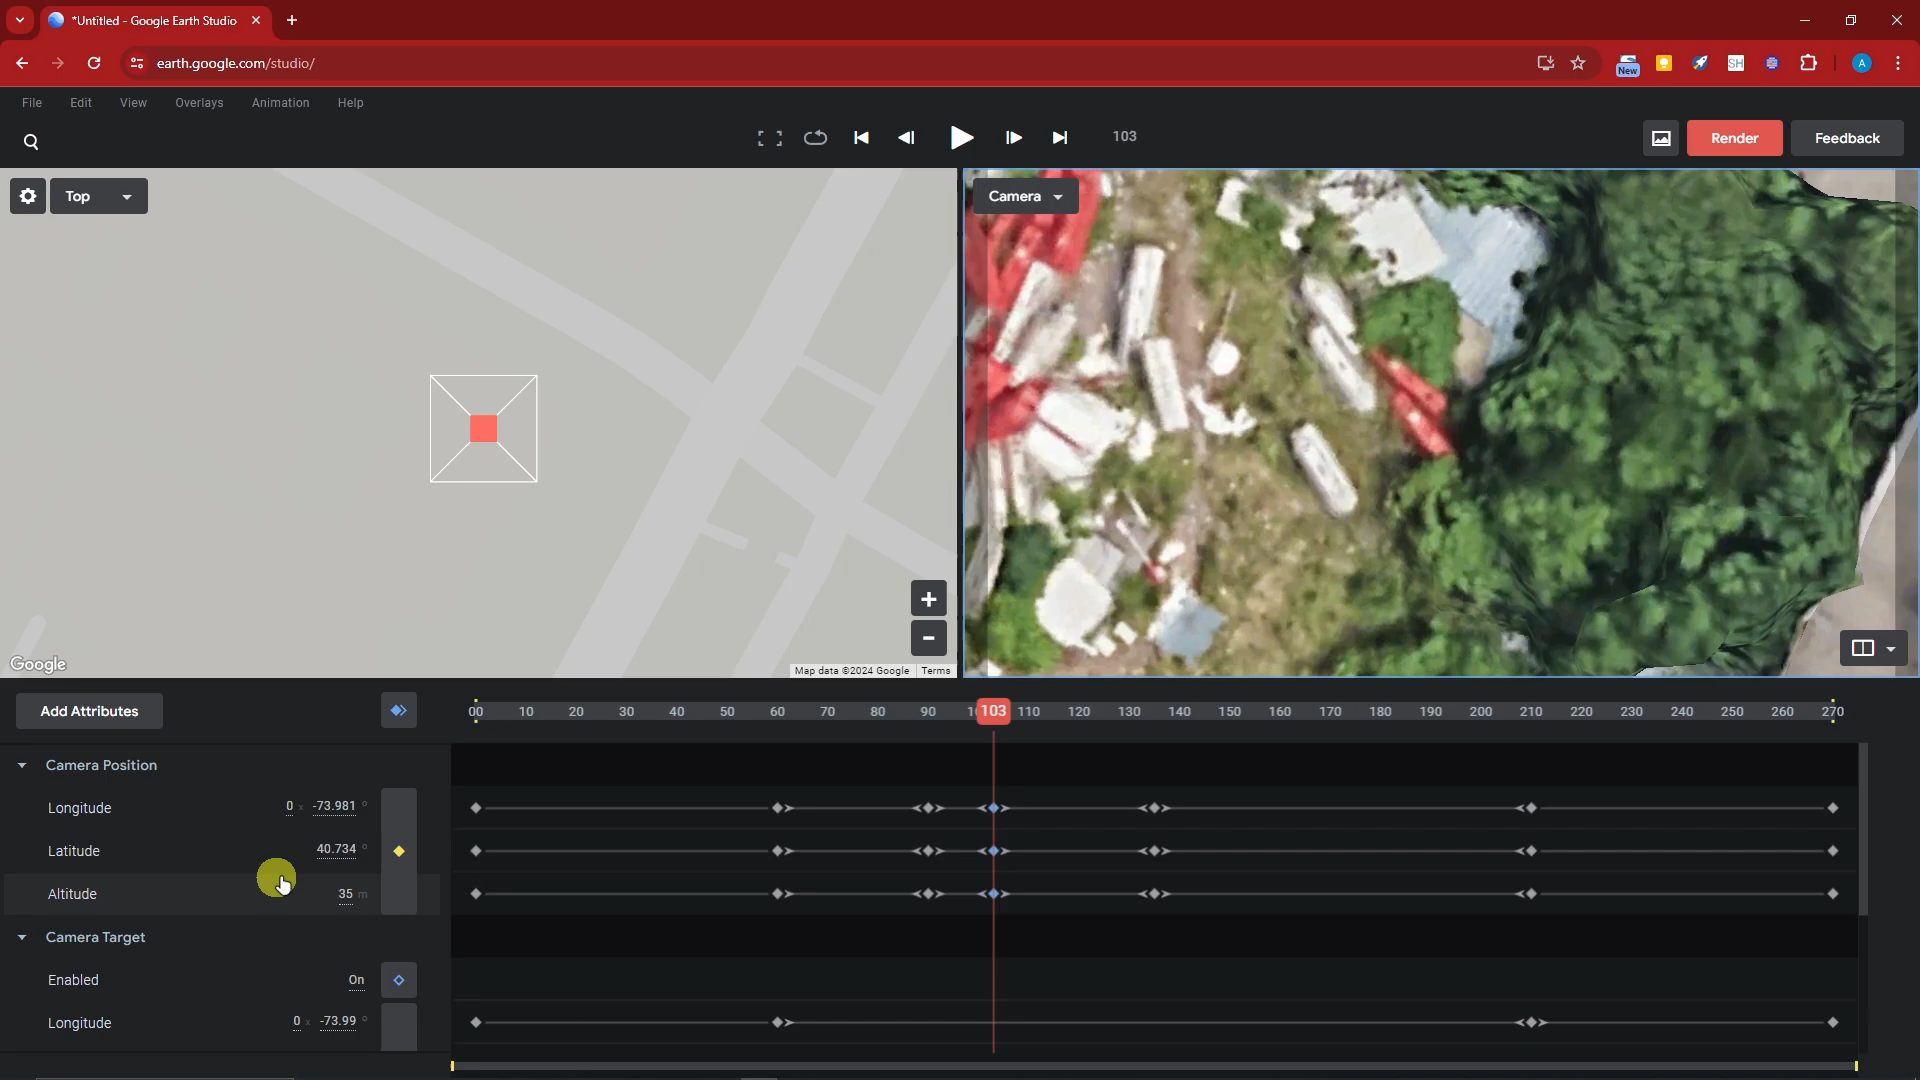 *Untitled - Google Earth Studio
earth.google.com/studio/
New
SH
A
File Edit View Overlays Animation Help
103
Render
Feedback
Top
Camera
Google
Map data ©2024 Google Terms
Add Attributes
00 10 20 30 40 50 60 70 80 90 103 110 120 130 140 150 160 170 180 190 200 210 220 230 240 250 260 270
Camera Position
Longitude 0 x -73.981 °
Latitude 40.734 °
Altitude 35 m
Camera Target
Enabled On
Longitude 0 x -73.99 °